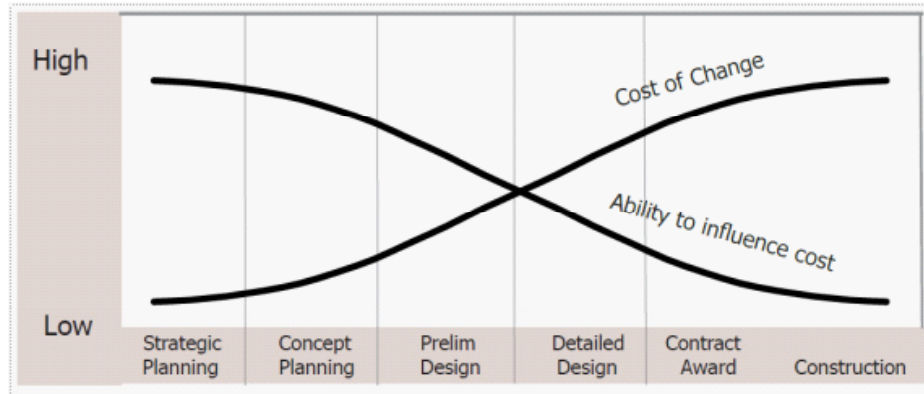 High
Cost of Change
Ability to influence cost
Low
Strategic
Planning
Concept
Planning
Prelim
Design
Detailed
Design
Contract
Award
Construction